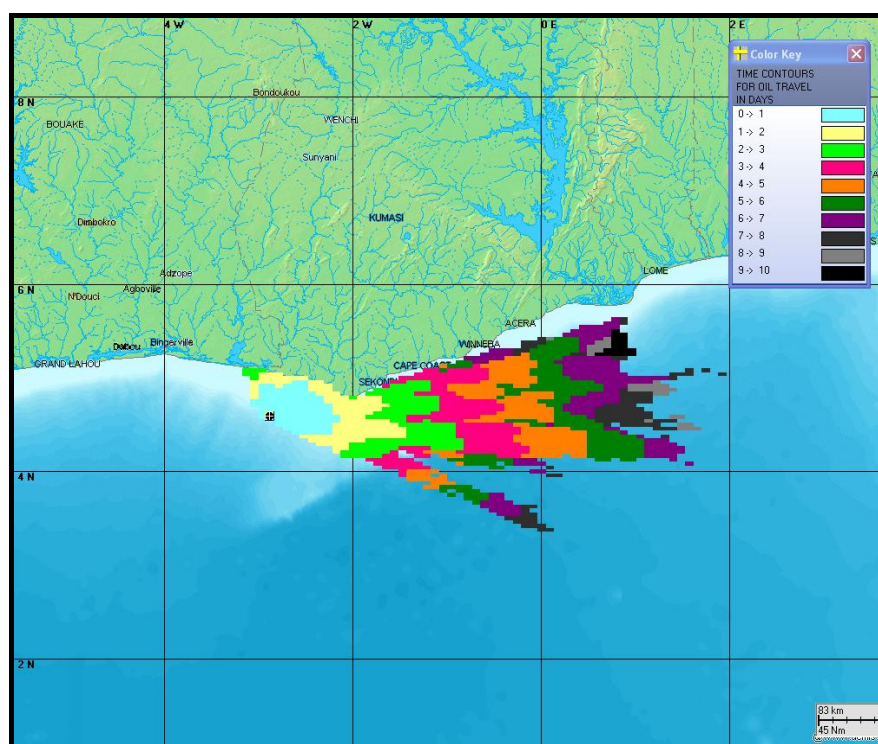 4 W
2 W
0 E
2 E
Color Key
TIME CONTOURS
FOR OIL TRAVEL
IN DAYS
0 -> 1
1 -> 2
2 -> 3
3 -> 4
4 -> 5
5 -> 6
6 -> 7
7 -> 8
8 -> 9
9 -> 10
8 N
Bondoukou
BOUAKE
WENCHI
Sunyani
Dimbokro
KUMASI
Adzope
LOME
6 N
N'Douci
Agboville
ACERA
Dabou
Bingerville
WINNEBA
GRAND LAHOU
CAPE COAST
SEKONDI
4 N
2 N
83 km
45 Nm